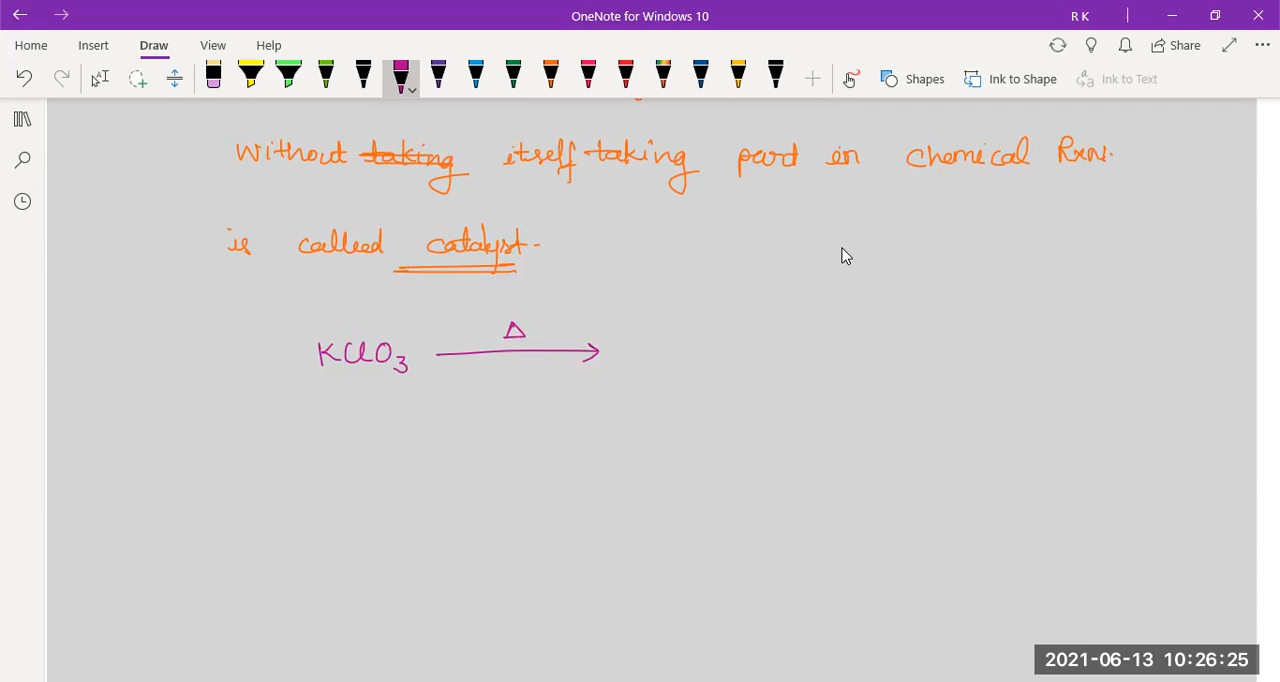 OneNote for Windows 10
R K
Home Insert Draw View Help
Share
Shapes Ink to Shape Ink to Text
without taking itself taking part in chemical Rxn.
is called catalyst-
Δ
KClO3
2021-06-13 10:26:25